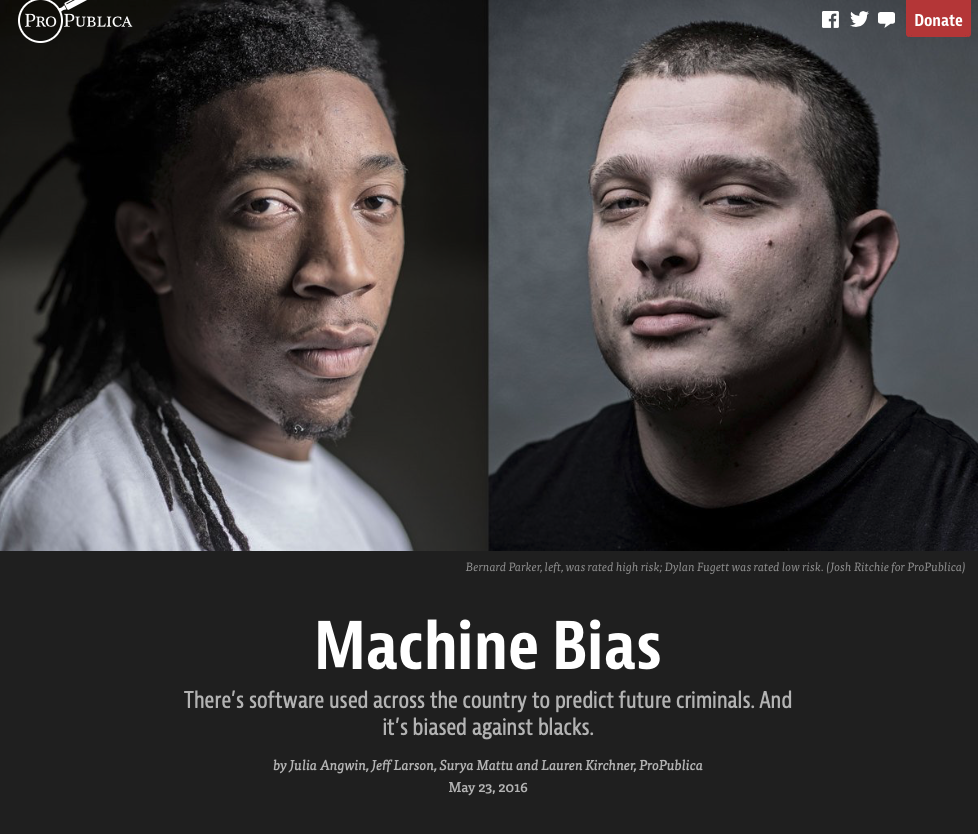 PROPUBLICA
Donate
Bernard Parker, left, was rated high risk; Dylan Fugett was rated low risk. (Josh Ritchie for ProPublica)
Machine Bias
There's software used across the country to predict future criminals. And
it's biased against blacks.
by Julia Angwin, Jeff Larson, Surya Mattu and Lauren Kirchner, ProPublica
May 23, 2016